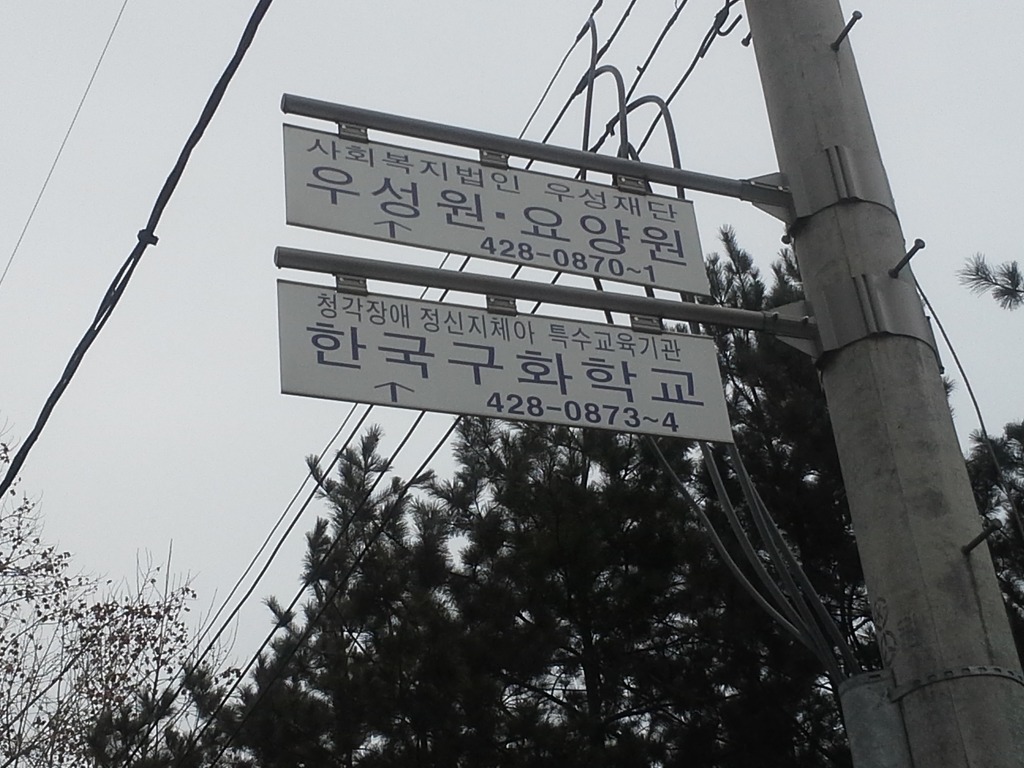 사회복지법인 우성재단
우성원·요양원
↑ 428-0870~1
청각장애 정신지체아 특수교육기관
한국구화학교
↑ 428-0873~4